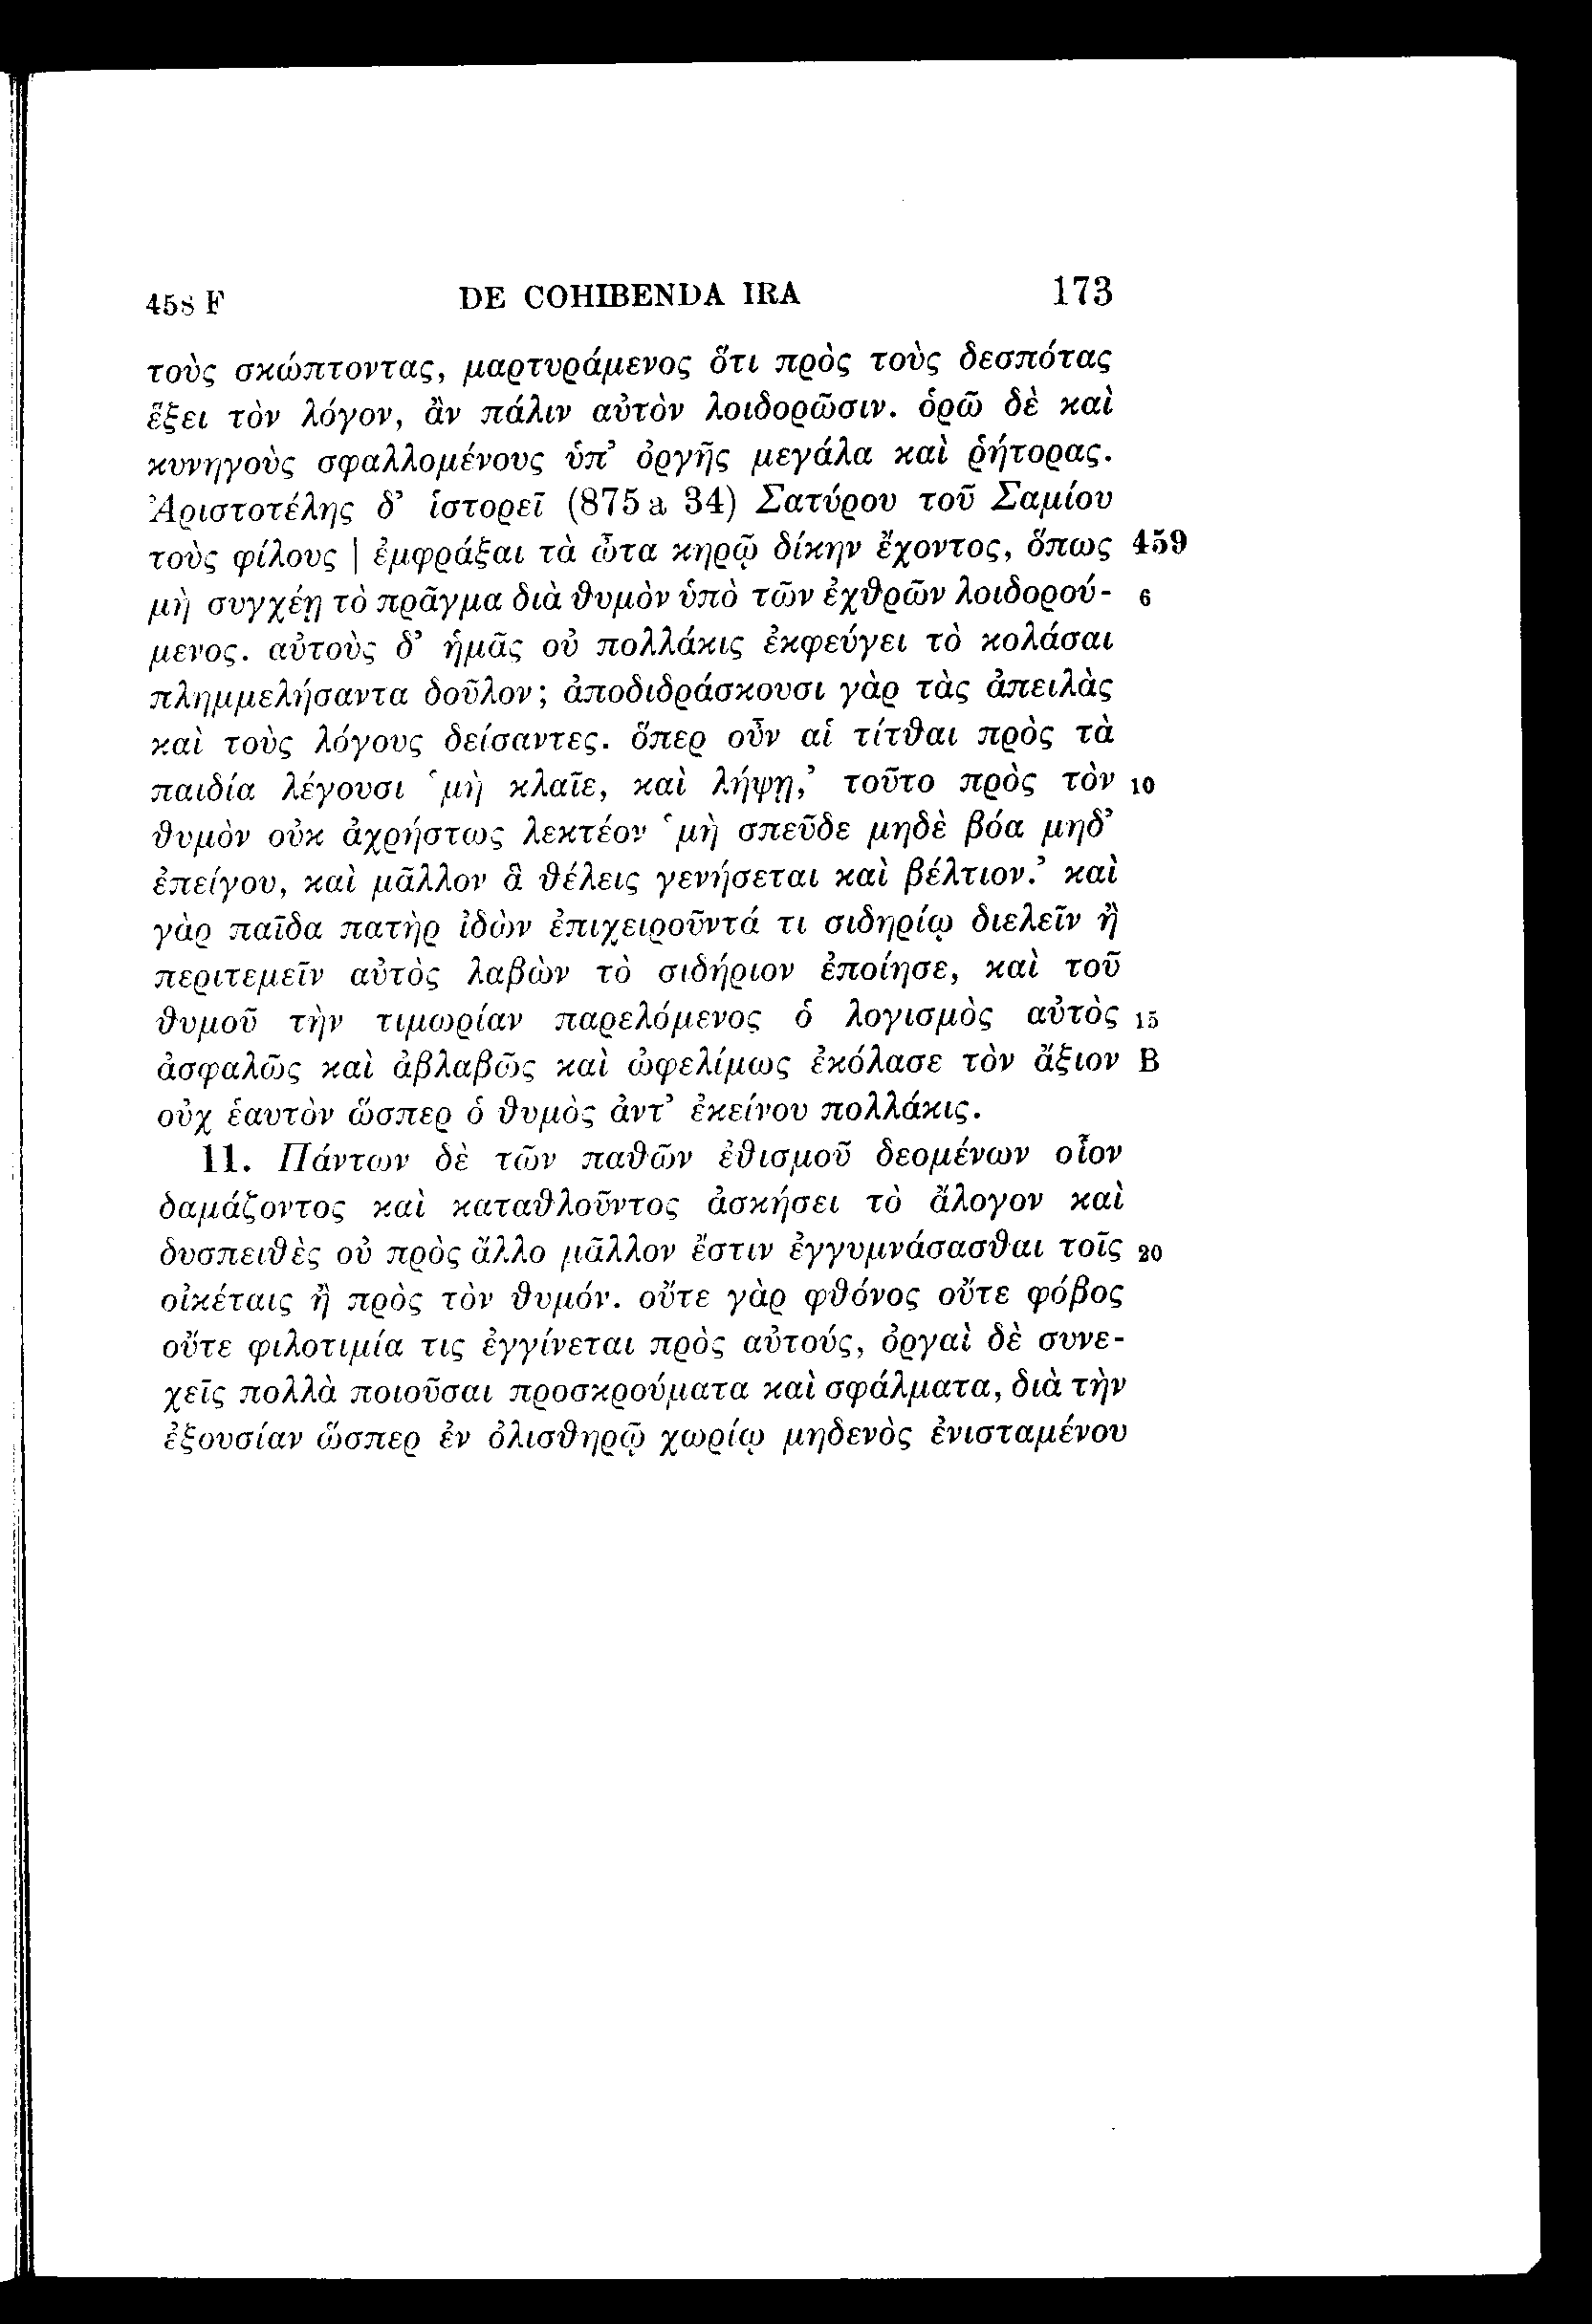 458 F DE COHIBENDA IRA 173
τοὺς σκώπτοντας, μαρτυράμενος ὅτι πρὸς τοὺς δεσπότας
ἕξει τὸν λόγον, ἂν πάλιν αὐτὸν λοιδορῶσιν. ὁρῶ δὲ καὶ
κυνηγοὺς σφαλλομένους ὑπ’ ὀργῆς μεγάλα καὶ ῥήτορας.
Ἀριστοτέλης δ’ ἱστορεῖ (875 a 34) Σατύρου τοῦ Σαμίου
τοὺς φίλους | ἐμφράξαι τὰ ὦτα κηρῷ δίκην ἔχοντος, ὅπως 459
μὴ συγχέῃ τὸ πρᾶγμα διὰ θυμὸν ὑπὸ τῶν ἐχθρῶν λοιδορού- 6
μενος. αὐτοὺς δ’ ἡμᾶς οὐ πολλάκις ἐκφεύγει τὸ κολάσαι
πλημμελήσαντα δοῦλον; ἀποδιδράσκουσι γὰρ τὰς ἀπειλὰς
καὶ τοὺς λόγους δείσαντες. ὅπερ οὖν αἱ τίτθαι πρὸς τὰ
παιδία λέγουσι ‘μὴ κλαῖε, καὶ λήψῃ,’ τοῦτο πρὸς τὸν 10
θυμὸν οὐκ ἀχρήστως λεκτέον ‘μὴ σπεῦδε μηδὲ βόα μηδ’
ἐπείγου, καὶ μᾶλλον ἃ θέλεις γενήσεται καὶ βέλτιον.’ καὶ
γὰρ παῖδα πατὴρ ἰδὼν ἐπιχειροῦντά τι σιδηρίῳ διελεῖν ἢ
περιτεμεῖν αὐτὸς λαβὼν τὸ σιδήριον ἐποίησε, καὶ τοῦ
θυμοῦ τὴν τιμωρίαν παρελόμενος ὁ λογισμὸς αὐτὸς 15
ἀσφαλῶς καὶ ἀβλαβῶς καὶ ὠφελίμως ἐκόλασε τὸν ἄξιον B
οὐχ ἑαυτὸν ὥσπερ ὁ θυμὸς ἀντ’ ἐκείνου πολλάκις.
11. Πάντων δὲ τῶν παθῶν ἐθισμοῦ δεομένων οἷον
δαμάζοντος καὶ καταθλοῦντος ἀσκήσει τὸ ἄλογον καὶ
δυσπειθὲς οὐ πρὸς ἄλλο μᾶλλον ἔστιν ἐγγυμνάσασθαι τοῖς 20
οἰκέταις ἢ πρὸς τὸν θυμόν. οὔτε γὰρ φθόνος οὔτε φόβος
οὔτε φιλοτιμία τις ἐγγίνεται πρὸς αὐτούς, ὀργαὶ δὲ συνε-
χεῖς πολλὰ ποιοῦσαι προσκρούματα καὶ σφάλματα, διὰ τὴν
ἐξουσίαν ὥσπερ ἐν ὀλισθηρῷ χωρίῳ μηδενὸς ἐνισταμένου